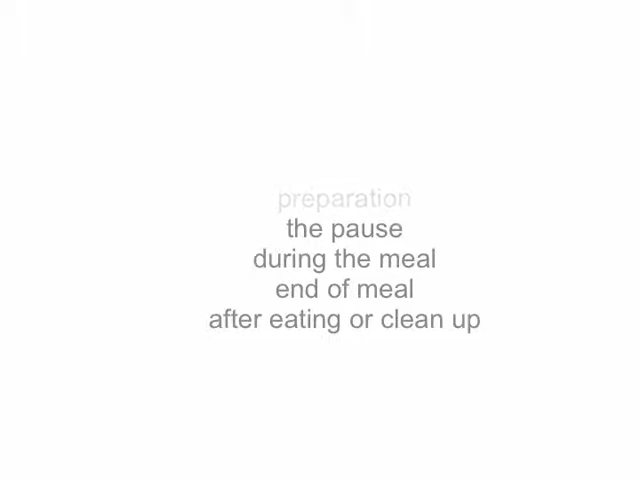 preparation
the pause
during the meal
end of meal
after eating or clean up